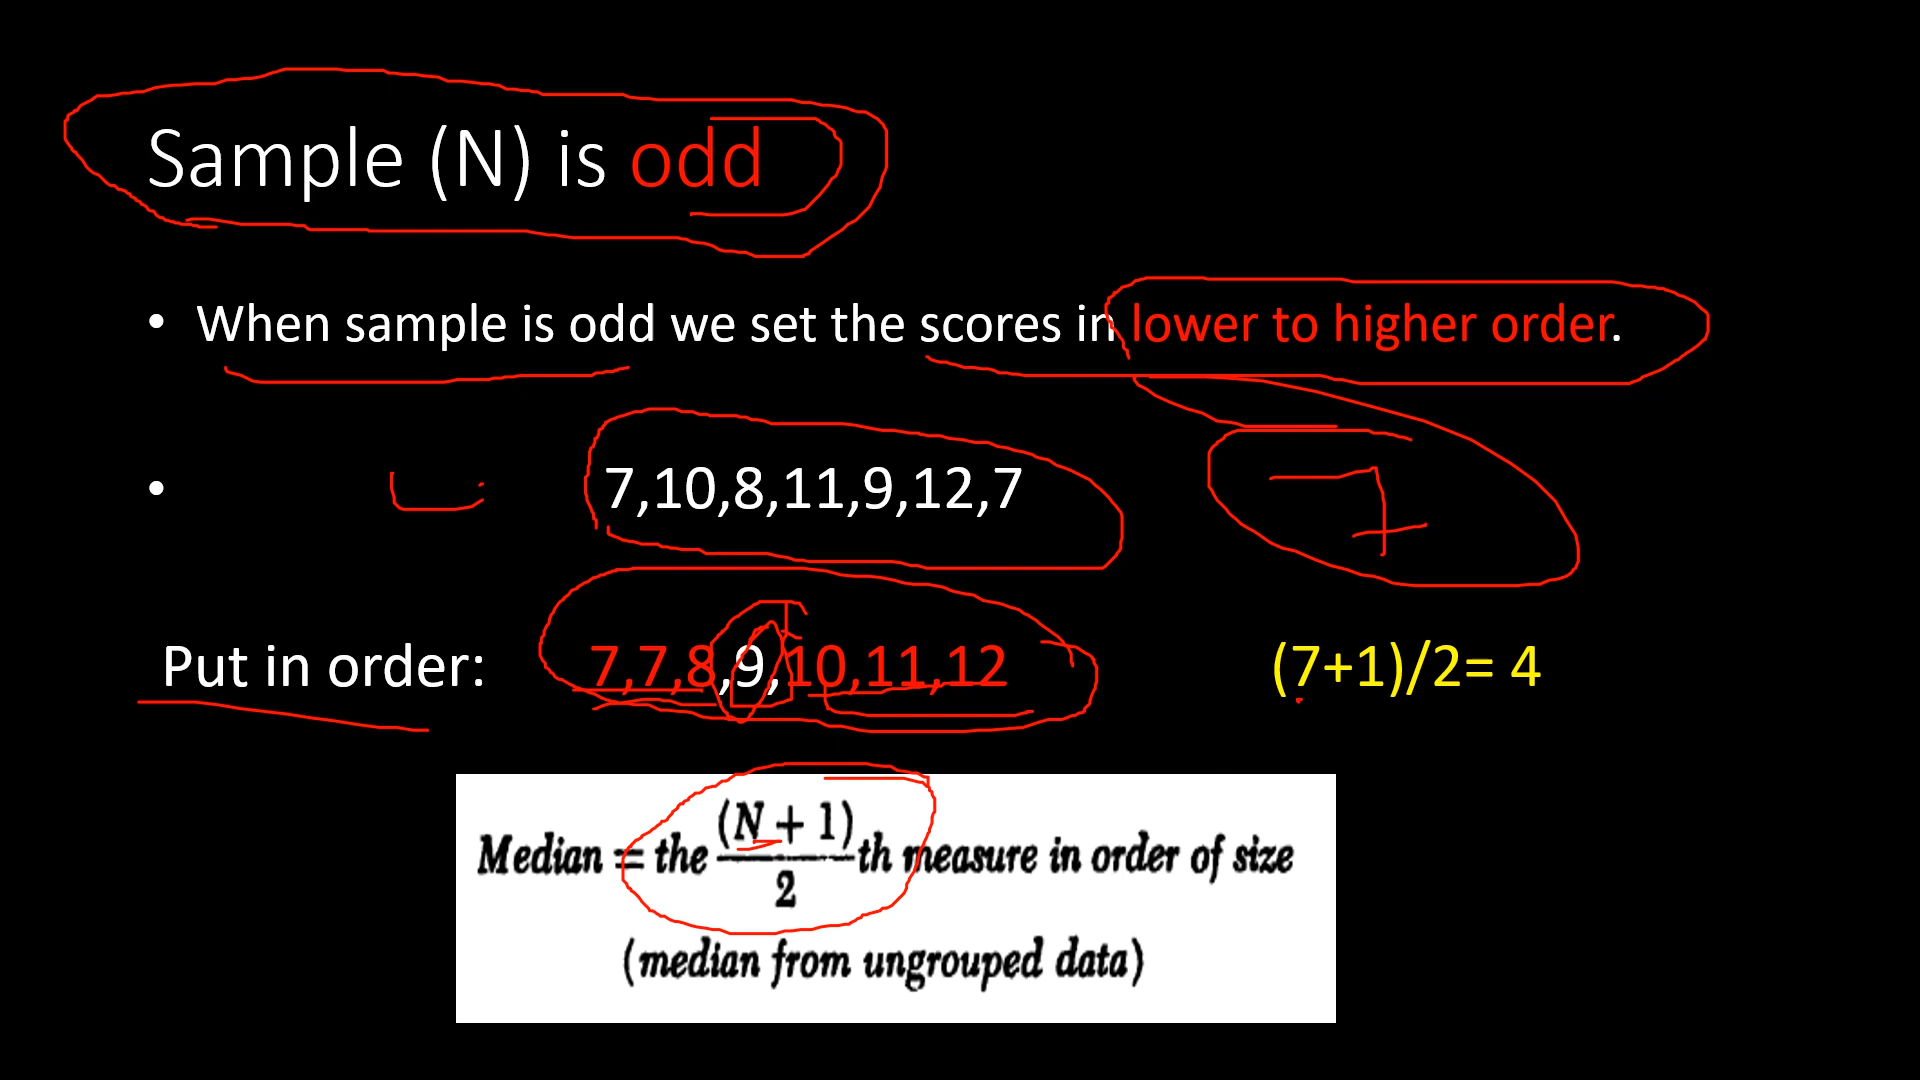 Sample (N) is odd
• When sample is odd we set the scores in lower to higher order.
• 7,10,8,11,9,12,7
7
Put in order: 7,7,8,9,10,11,12 (7+1)/2= 4
Median = the (N + 1)/2 th measure in order of size
(median from ungrouped data)